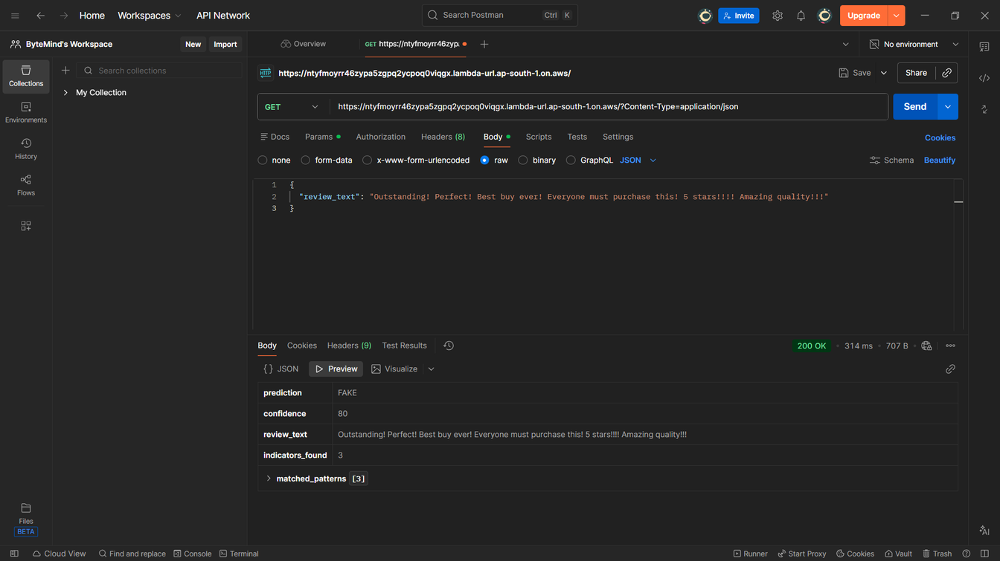 Home Workspaces API Network Search Postman Ctrl K Invite Upgrade
ByteMind's Workspace New Import Overview GET https://ntyfmoyrr46zyp No environment
Collections Search collections https://ntyfmoyrr46zypa5zgpq2ycpoq0viqgx.lambda-url.ap-south-1.on.aws/ Save Share
My Collection
Environments GET https://ntyfmoyrr46zypa5zgpq2ycpoq0viqgx.lambda-url.ap-south-1.on.aws/?Content-Type=application/json Send
History Docs Params Authorization Headers (8) Body Scripts Tests Settings Cookies
none form-data x-www-form-urlencoded raw binary GraphQL JSON Schema Beautify
Flows
1 {
2 "review_text": "Outstanding! Perfect! Best buy ever! Everyone must purchase this! 5 stars!!!! Amazing quality!!!"
3 }
Body Cookies Headers (9) Test Results 200 OK 314 ms 707 B
{} JSON Preview Visualize
prediction FAKE
confidence 80
review_text Outstanding! Perfect! Best buy ever! Everyone must purchase this! 5 stars!!!! Amazing quality!!!
indicators_found 3
matched_patterns [3]
Files
BETA
AI
Cloud View Find and replace Console Terminal Runner Start Proxy Cookies Vault Trash